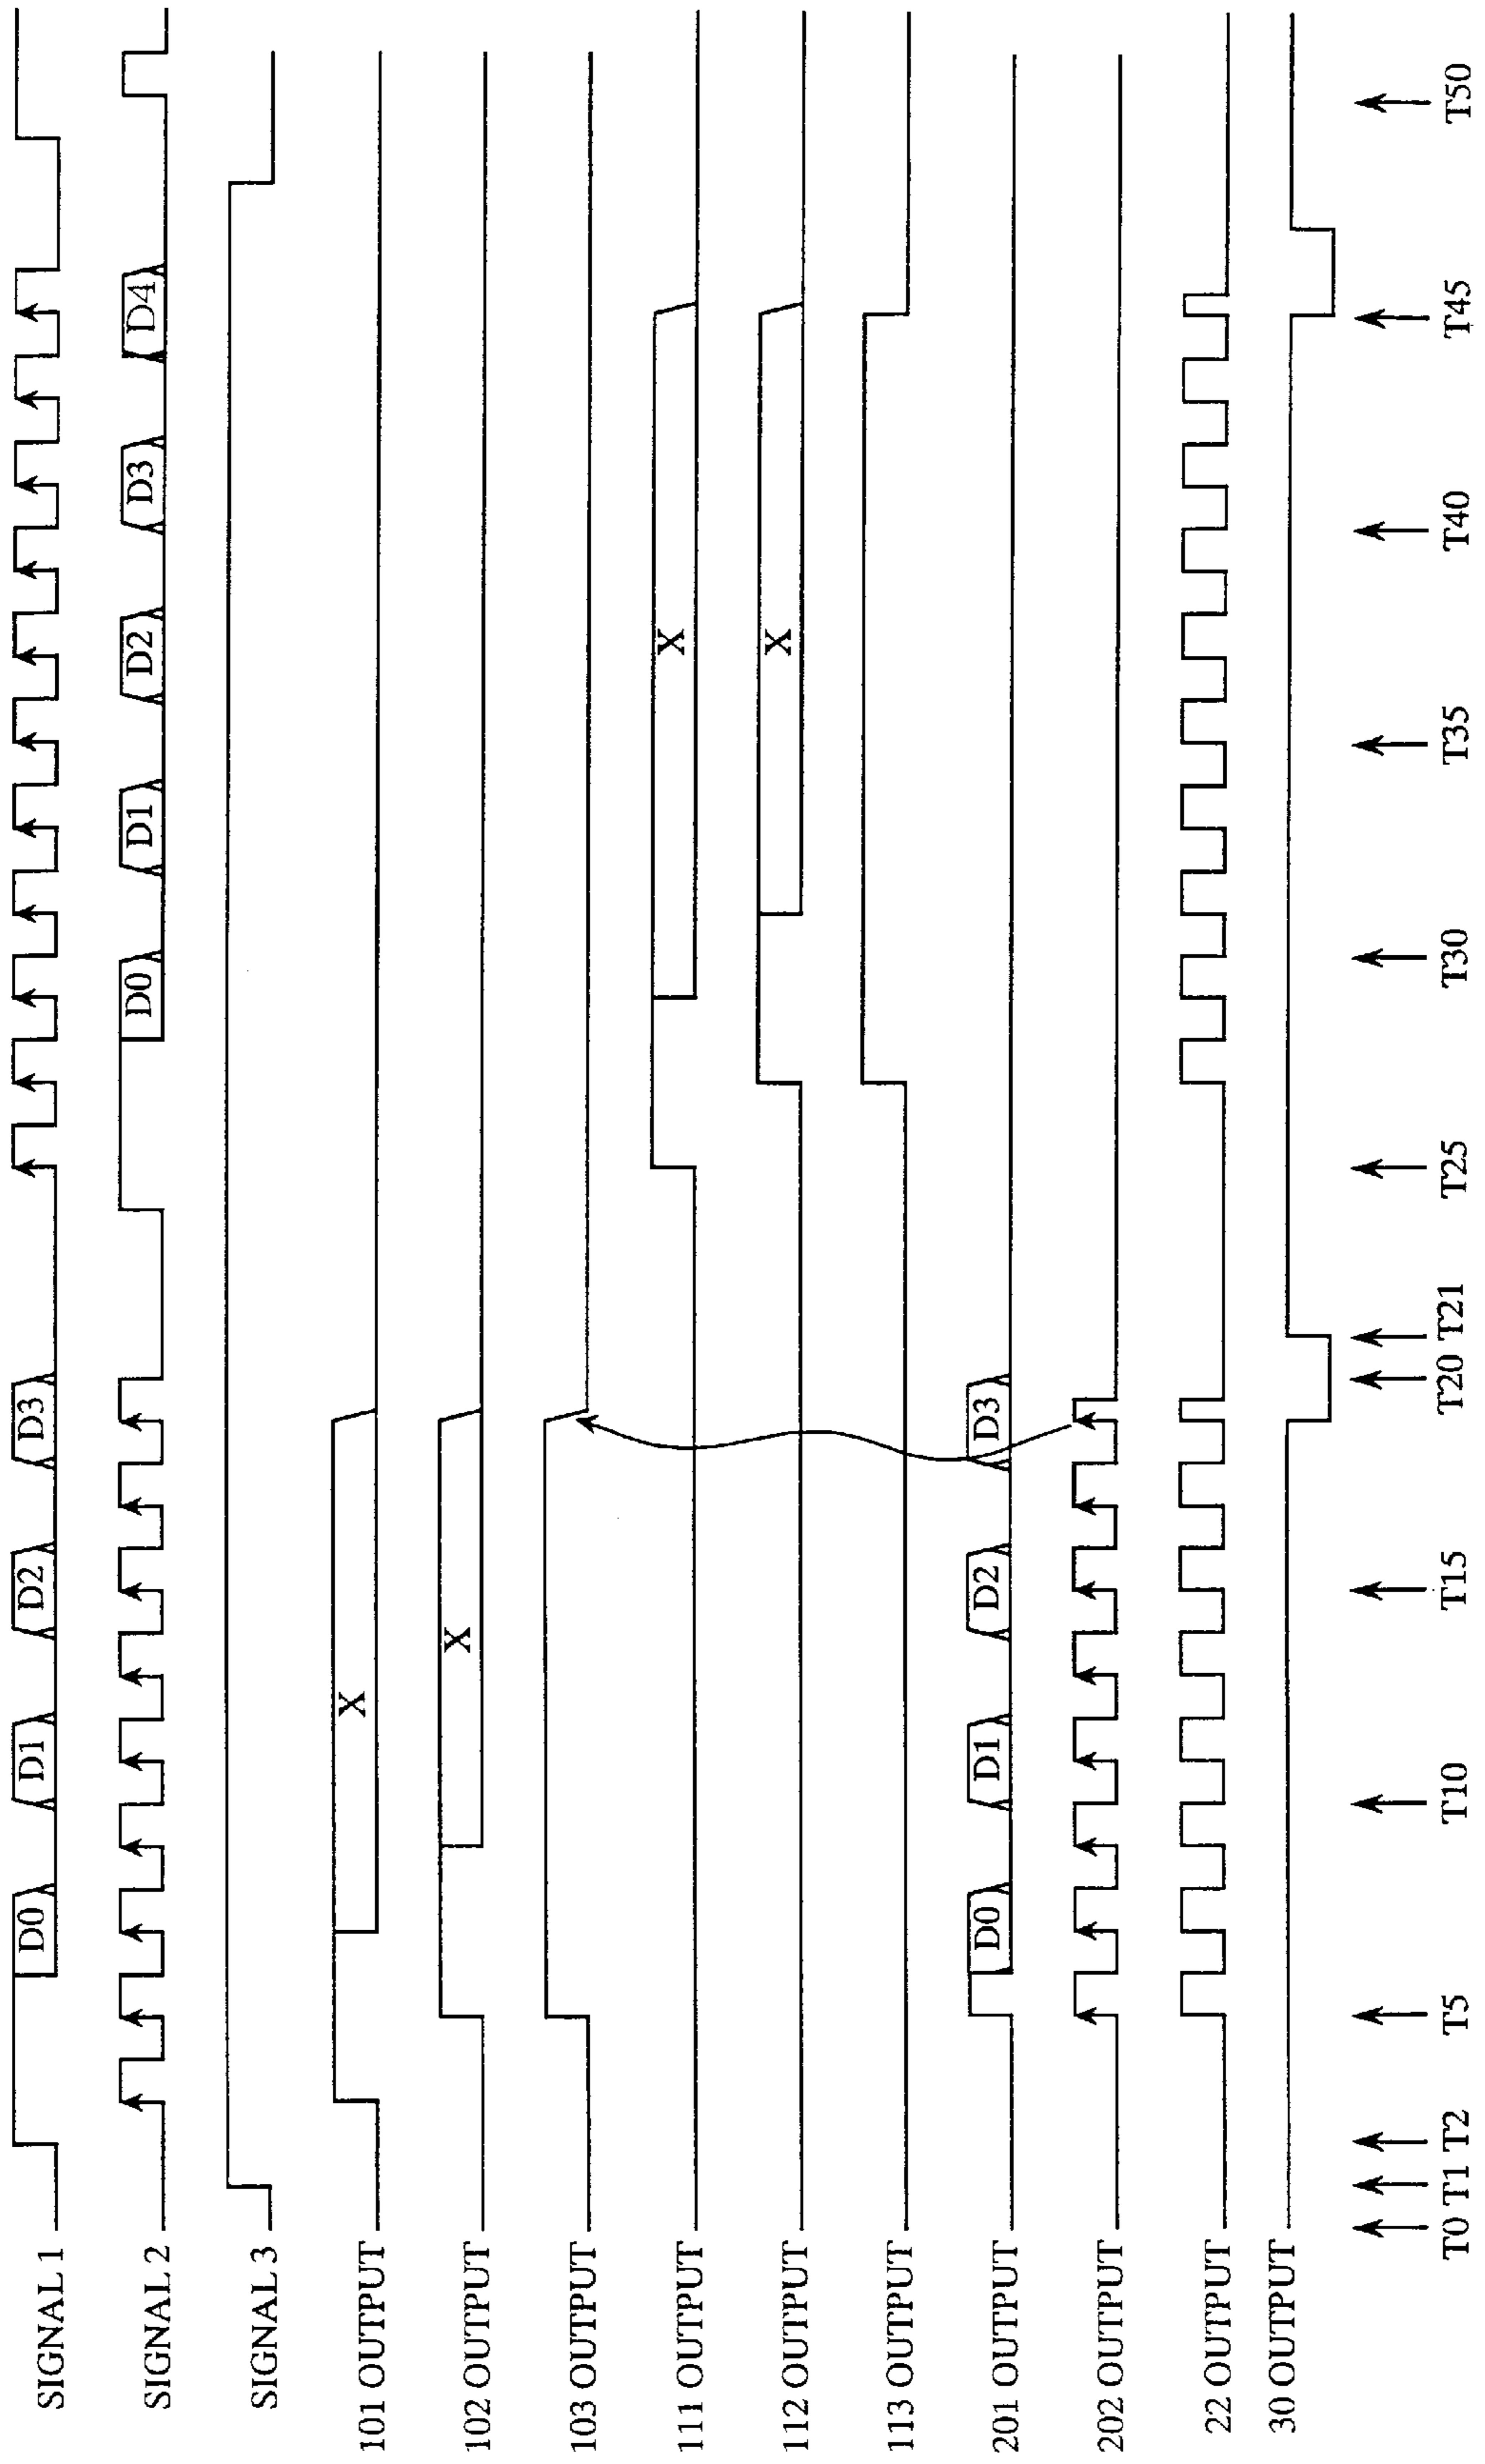 SIGNAL 1
D0
D1
D2
D3
SIGNAL 2
D0
D1
D2
D3
D4
SIGNAL 3
101 OUTPUT
X
102 OUTPUT
X
103 OUTPUT
111 OUTPUT
X
112 OUTPUT
X
113 OUTPUT
201 OUTPUT
D0
D1
D2
D3
202 OUTPUT
22 OUTPUT
30 OUTPUT
T0 T1 T2 T5 T10 T15 T20 T21 T25 T30 T35 T40 T45 T50